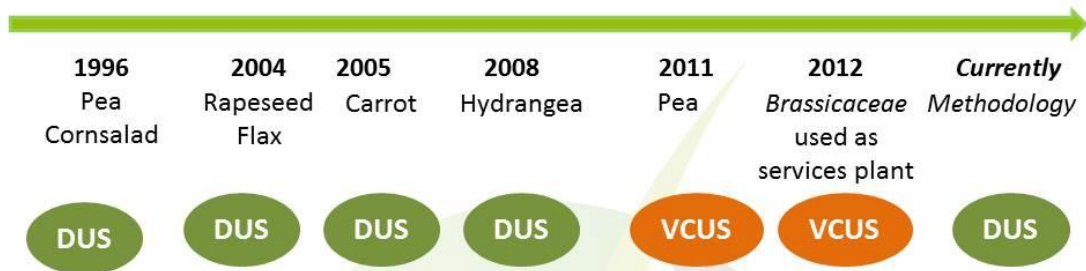 1996
Pea
Cornsalad
DUS
2004
Rapeseed
Flax
DUS
2005
Carrot
DUS
2008
Hydrangea
DUS
2011
Pea
VCUS
2012
Brassicaceae
used as
services plant
VCUS
Currently
Methodology
DUS